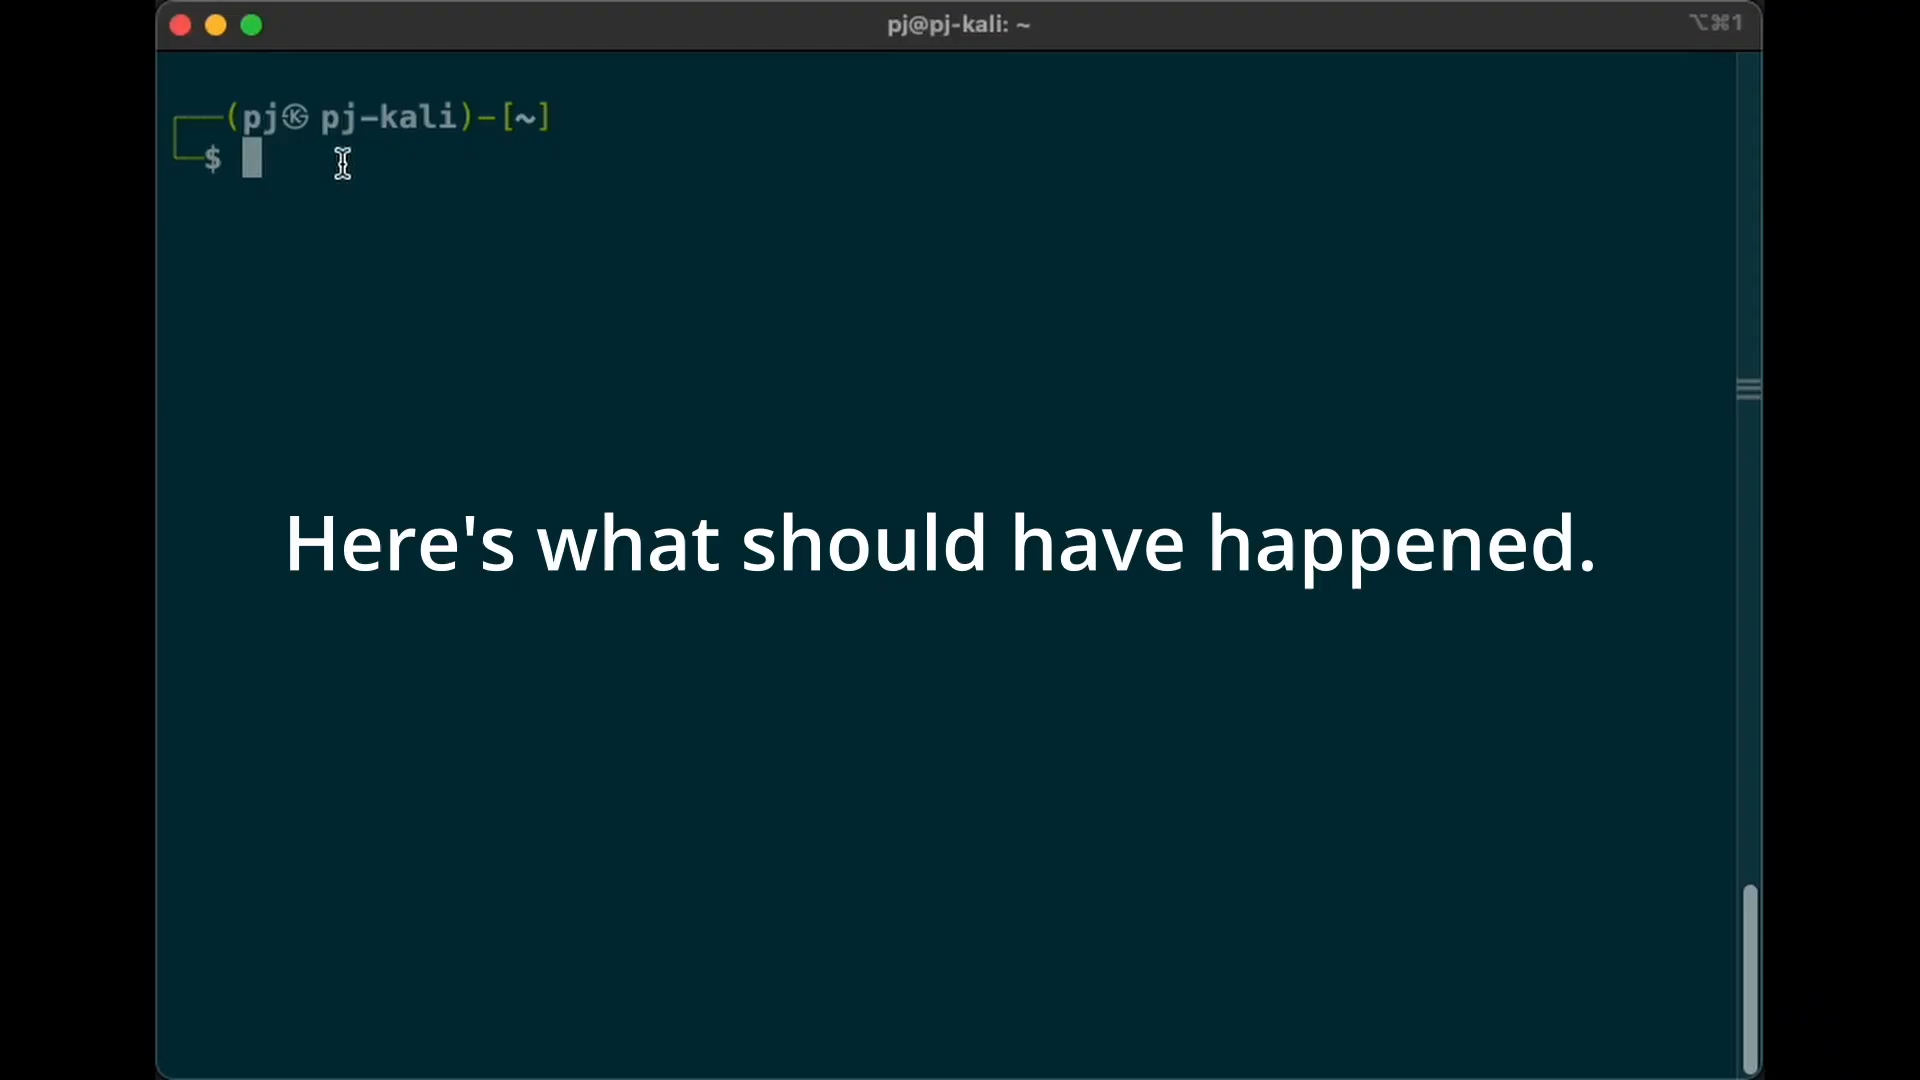 pj@pj-kali: ~
⌥⌘1
┌──(pj㉿ pj-kali)-[~]
└─$
Here's what should have happened.